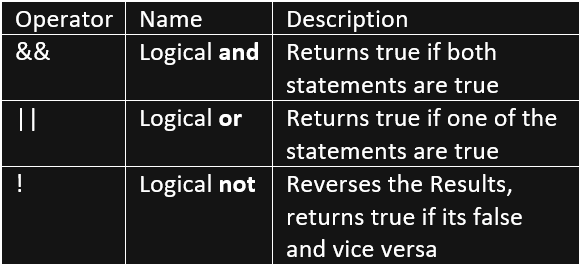 Operator Name Description
&& Logical and Returns true if both
statements are true
|| Logical or Returns true if one of the
statements are true
! Logical not Reverses the Results,
returns true if its false
and vice versa